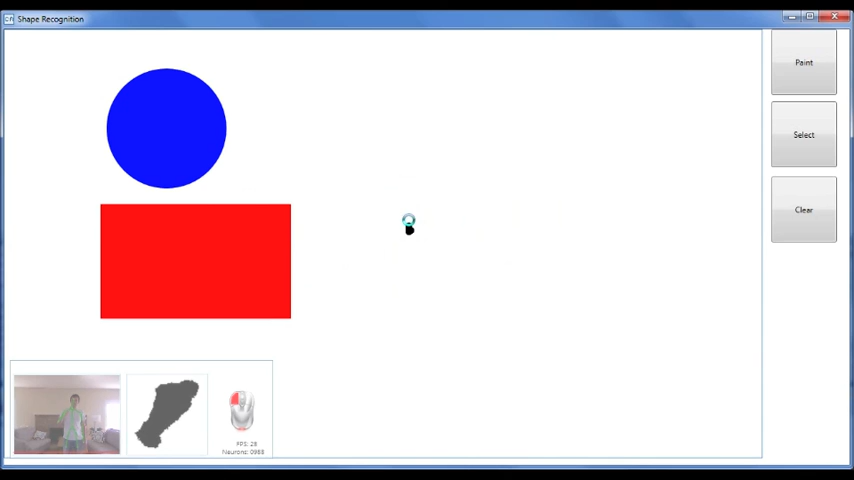 Shape Recognition
Paint
Select
Clear
FPS: 28
Neurons: 0988